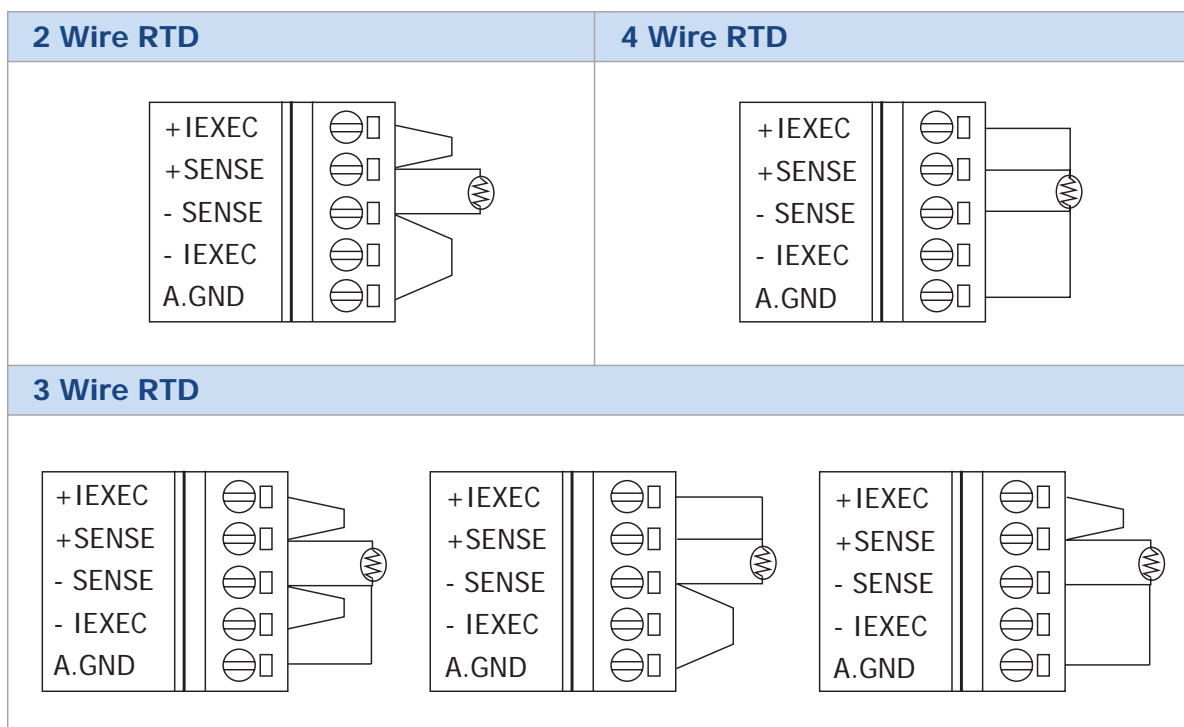 2 Wire RTD
4 Wire RTD
+IEXEC
+SENSE
- SENSE
- IEXEC
A.GND
+IEXEC
+SENSE
- SENSE
- IEXEC
A.GND
3 Wire RTD
+IEXEC
+SENSE
- SENSE
- IEXEC
A.GND
+IEXEC
+SENSE
- SENSE
- IEXEC
A.GND
+IEXEC
+SENSE
- SENSE
- IEXEC
A.GND